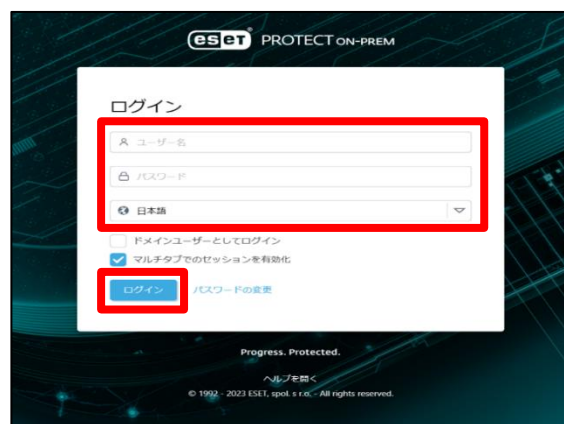 eset PROTECT ON-PREM
ログイン
ユーザー名
パスワード
日本語
ドメインユーザーとしてログイン
マルチタブでのセッションを有効化
ログイン パスワードの変更
Progress. Protected.
ヘルプを開く
© 1992 - 2023 ESET, spol. s r.o. - All rights reserved.